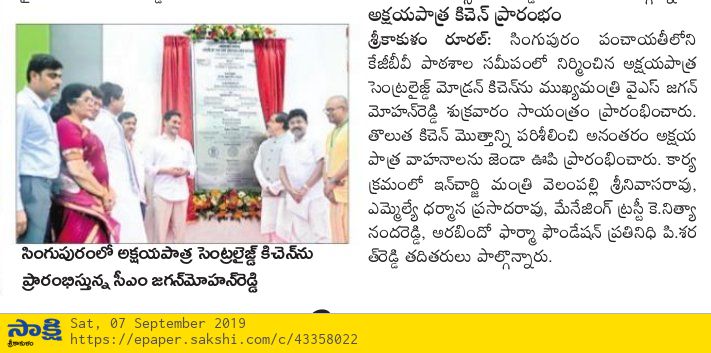 అక్షయపాత్ర కిచెన్ ప్రారంభం
శ్రీకాకుళం రూరల్: సింగుపురం పంచాయతీలోని
కేజీబీవీ పాఠశాల సమీపంలో నిర్మించిన అక్షయపాత్ర
సెంట్రలైజ్డ్ మోడ్రన్ కిచెన్‌ను ముఖ్యమంత్రి వైఎస్ జగన్
మోహన్‌రెడ్డి శుక్రవారం సాయంత్రం ప్రారంభించారు.
తొలుత కిచెన్ మొత్తాన్ని పరిశీలించి అనంతరం అక్షయ
పాత్ర వాహనాలను జెండా ఊపి ప్రారంభించారు. కార్య
క్రమంలో ఇన్‌చార్జి మంత్రి వెలంపల్లి శ్రీనివాసరావు,
ఎమ్మెల్యే ధర్మాన ప్రసాదరావు, మేనేజింగ్ ట్రస్టీ కె.నిత్యా
నందరెడ్డి, అరబిందో ఫార్మా ఫౌండేషన్ ప్రతినిధి పి.శర
త్‌రెడ్డి తదితరులు పాల్గొన్నారు.
సింగుపురంలో అక్షయపాత్ర సెంట్రలైజ్డ్ కిచెన్‌ను
ప్రారంభిస్తున్న సీఎం జగన్‌మోహన్‌రెడ్డి
సాక్షి
శ్రీకాకుళం
Sat, 07 September 2019
https://epaper.sakshi.com/c/43358022